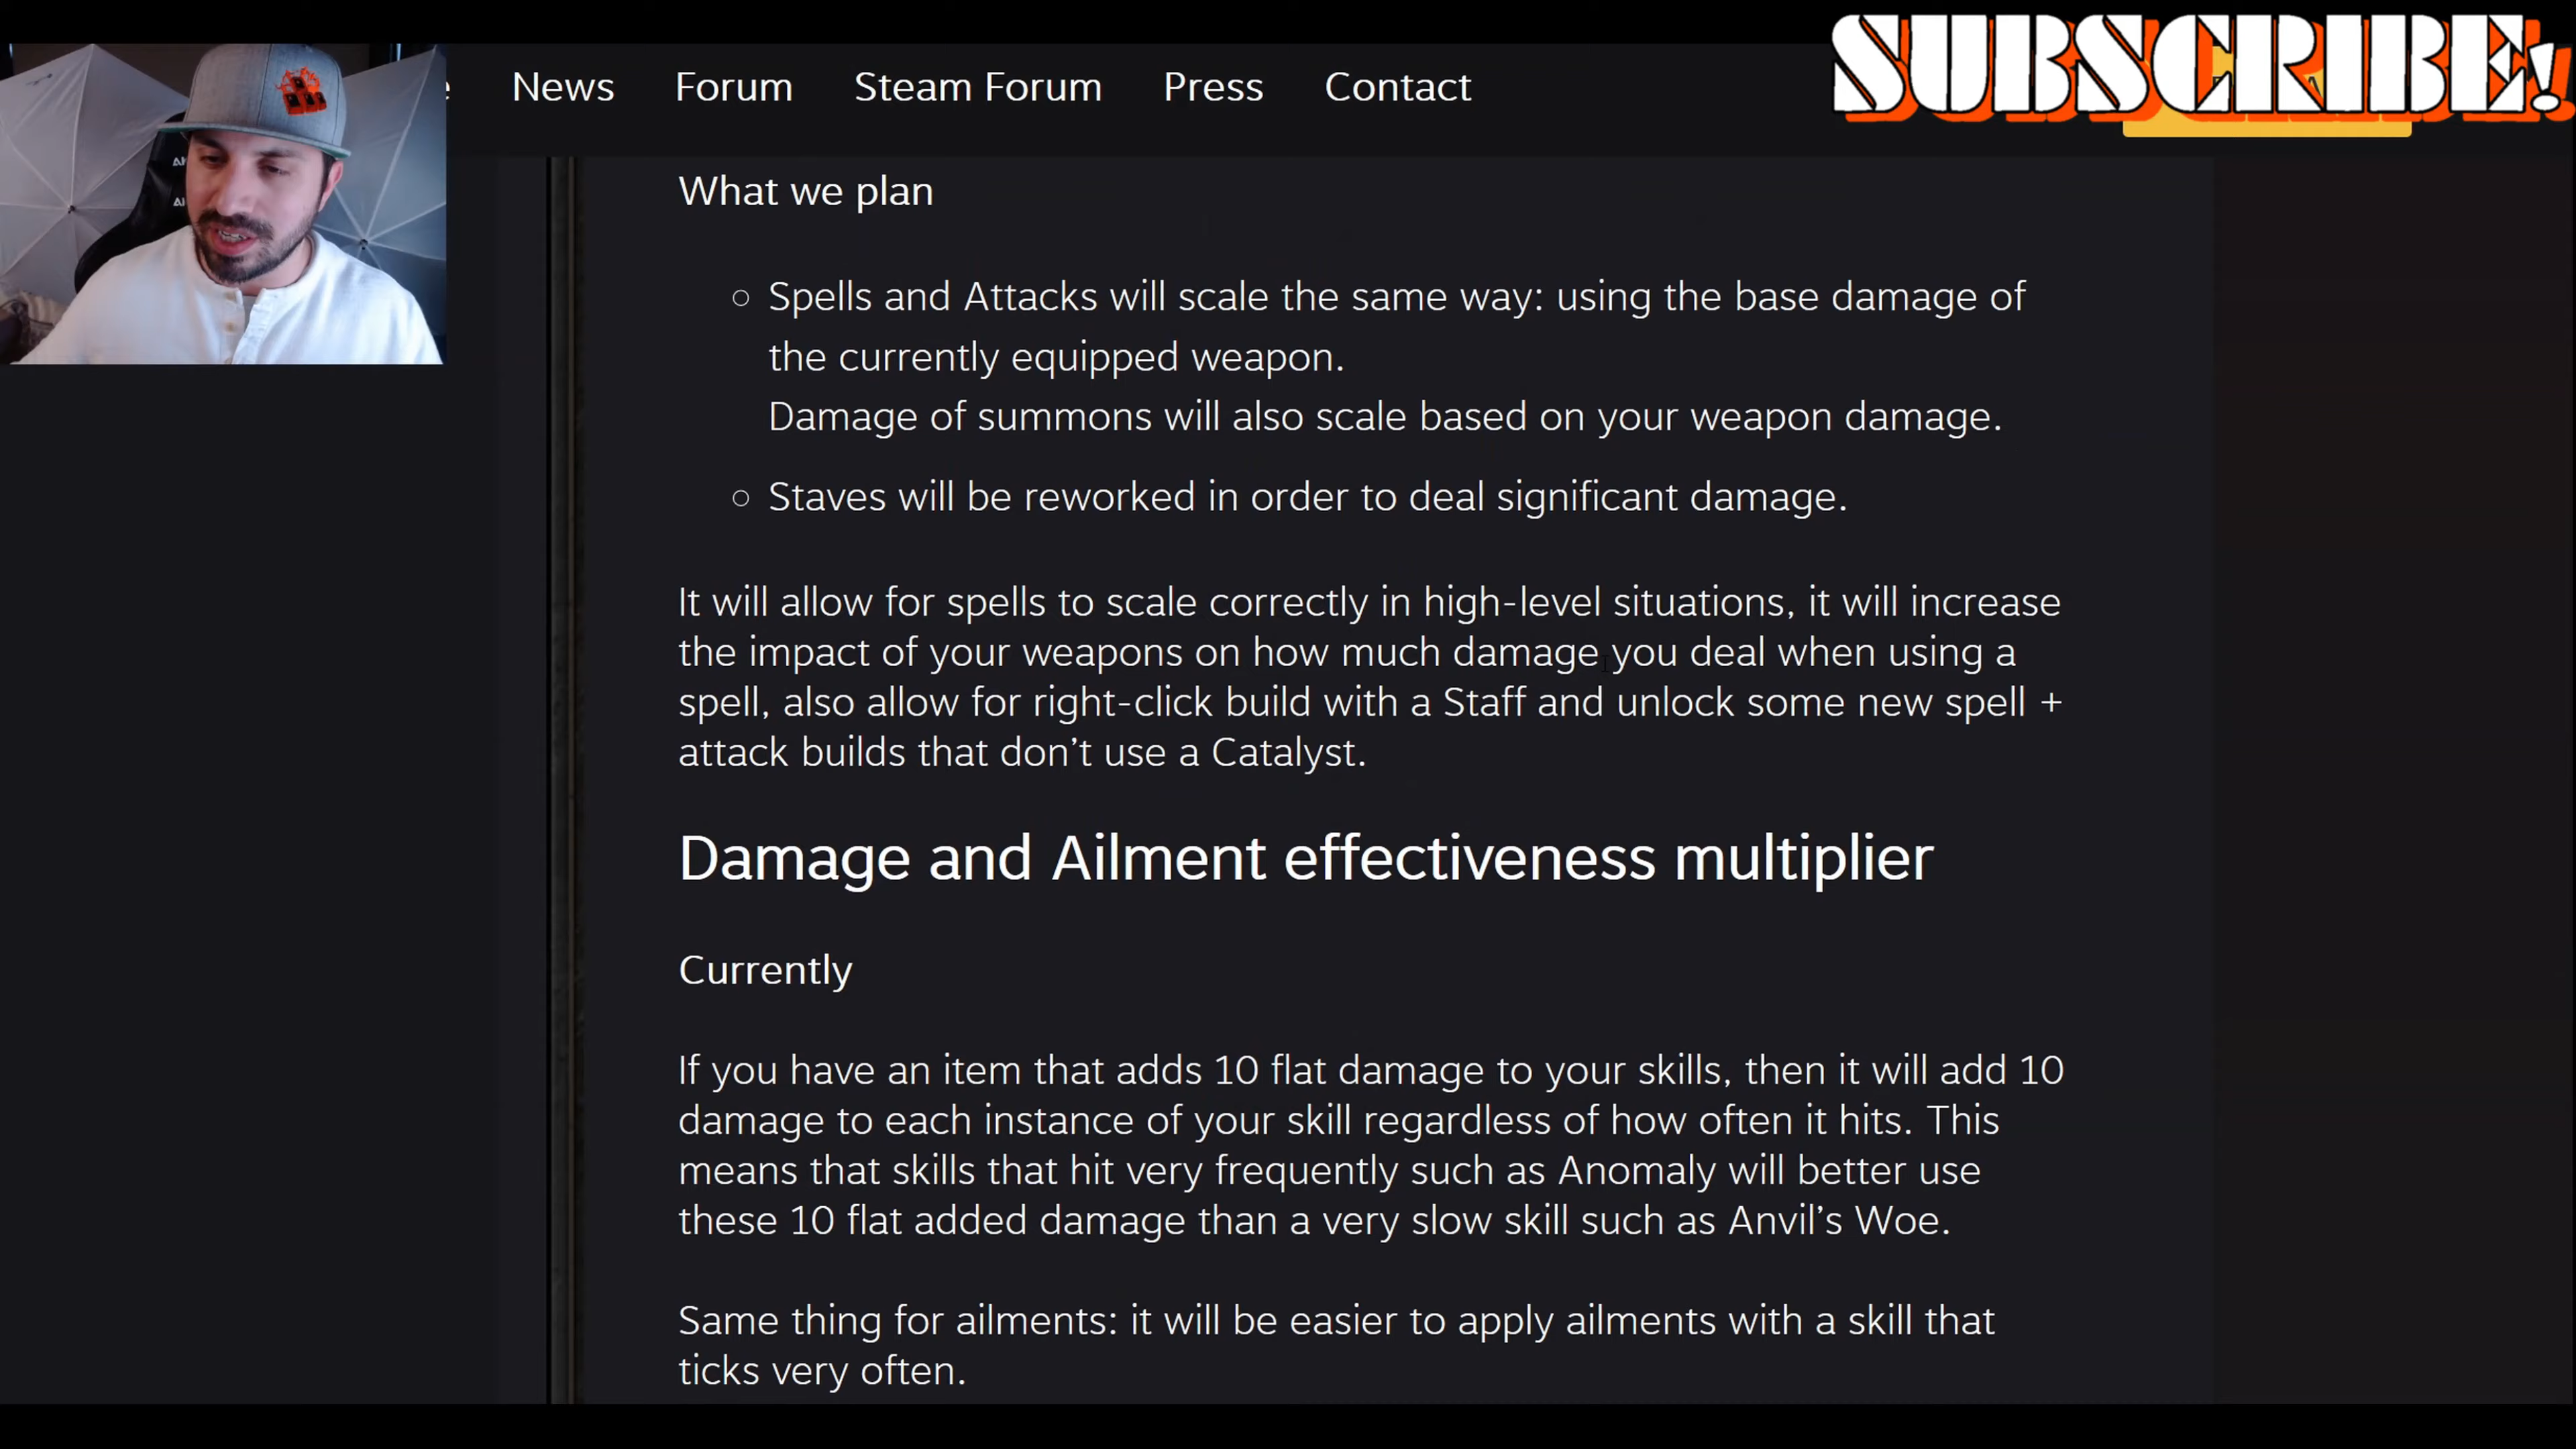 SUBSCRIBE!
News Forum Steam Forum Press Contact
What we plan
Spells and Attacks will scale the same way: using the base damage of
the currently equipped weapon.
Damage of summons will also scale based on your weapon damage.
Staves will be reworked in order to deal significant damage.
It will allow for spells to scale correctly in high-level situations, it will increase
the impact of your weapons on how much damage you deal when using a
spell, also allow for right-click build with a Staff and unlock some new spell +
attack builds that don’t use a Catalyst.
Damage and Ailment effectiveness multiplier
Currently
If you have an item that adds 10 flat damage to your skills, then it will add 10
damage to each instance of your skill regardless of how often it hits. This
means that skills that hit very frequently such as Anomaly will better use
these 10 flat added damage than a very slow skill such as Anvil’s Woe.
Same thing for ailments: it will be easier to apply ailments with a skill that
ticks very often.